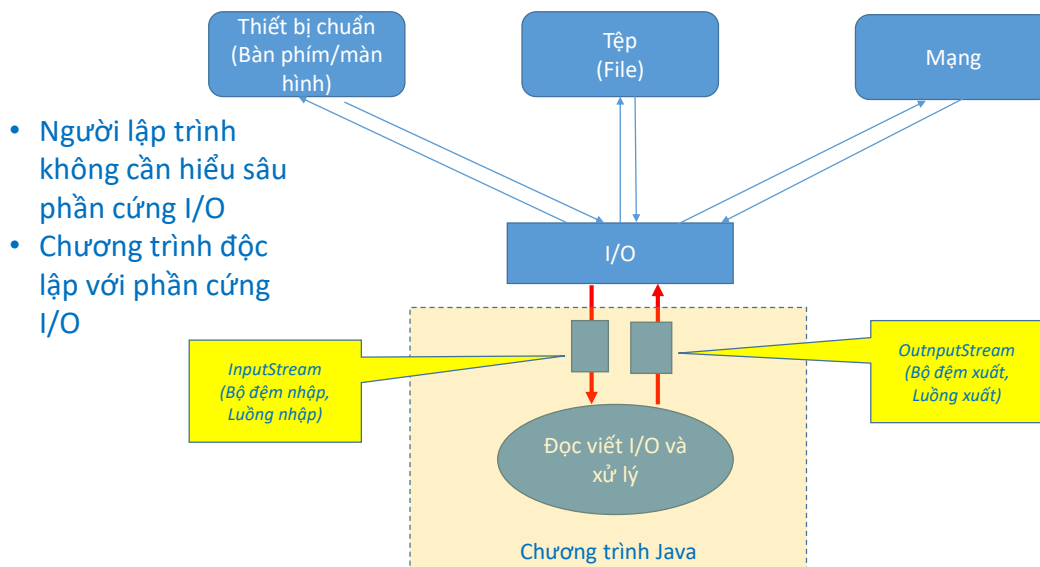 Thiết bị chuẩn
(Bàn phím/màn
hình)
Tệp
(File)
Mạng
• Người lập trình
không cần hiểu sâu
phần cứng I/O
• Chương trình độc
lập với phần cứng
I/O
I/O
InputStream
(Bộ đệm nhập,
Luồng nhập)
OutnputStream
(Bộ đệm xuất,
Luồng xuất)
Đọc viết I/O và
xử lý
Chương trình Java